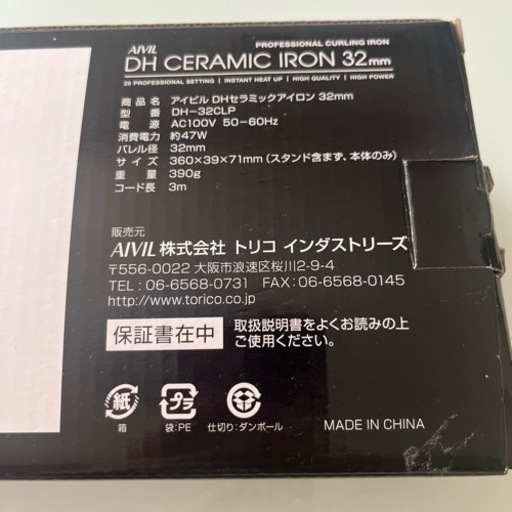 PROFESSIONAL CURLING IRON
AIVIL
DH CERAMIC IRON 32mm
25 PROFESSIONAL SETTING | INSTANT HEAT UP | HIGH QUALITY | HIGH POWER
商品名 アイビル DHセラミックアイロン 32mm
型番 DH-32CLP
電源 AC100V 50-60Hz
消費電力 約47W
バレル径 32mm
サイズ 360×39×71mm(スタンド含まず、本体のみ)
重量 390g
コード長 3m
販売元
AIVIL 株式会社 トリコ インダストリーズ
〒556-0022 大阪市浪速区桜川2-9-4
TEL : 06-6568-0731 FAX : 06-6568-0145
http://www.torico.co.jp
保証書在中 取扱説明書をよくお読みの上
ご使用ください。
紙 プラ
箱 袋:PE 仕切り:ダンボール
MADE IN CHINA